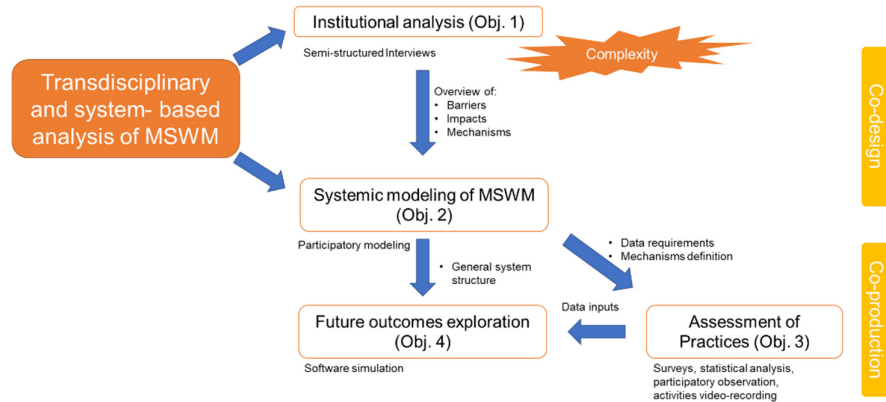 Institutional analysis (Obj. 1)
Semi-structured Interviews
Complexity
Transdisciplinary
and system- based
analysis of MSWM
Overview of:
• Barriers
• Impacts
• Mechanisms
Co-design
Systemic modeling of MSWM
(Obj. 2)
Participatory modeling
• General system
structure
• Data requirements
• Mechanisms definition
Co-production
Future outcomes exploration
(Obj. 4)
Software simulation
Data inputs
Assessment of
Practices (Obj. 3)
Surveys, statistical analysis,
participatory observation,
activities video-recording